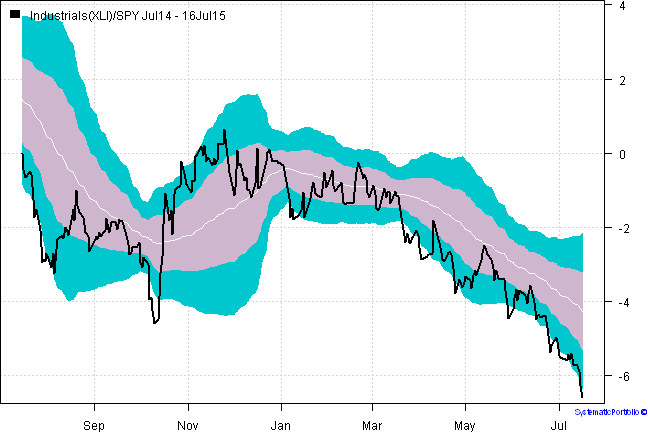 Industrials(XLI)/SPY Jul14 - 16Jul15
4
2
0
-2
-4
-6
Sep Nov Jan Mar May Jul
SystematicPortfolio ©